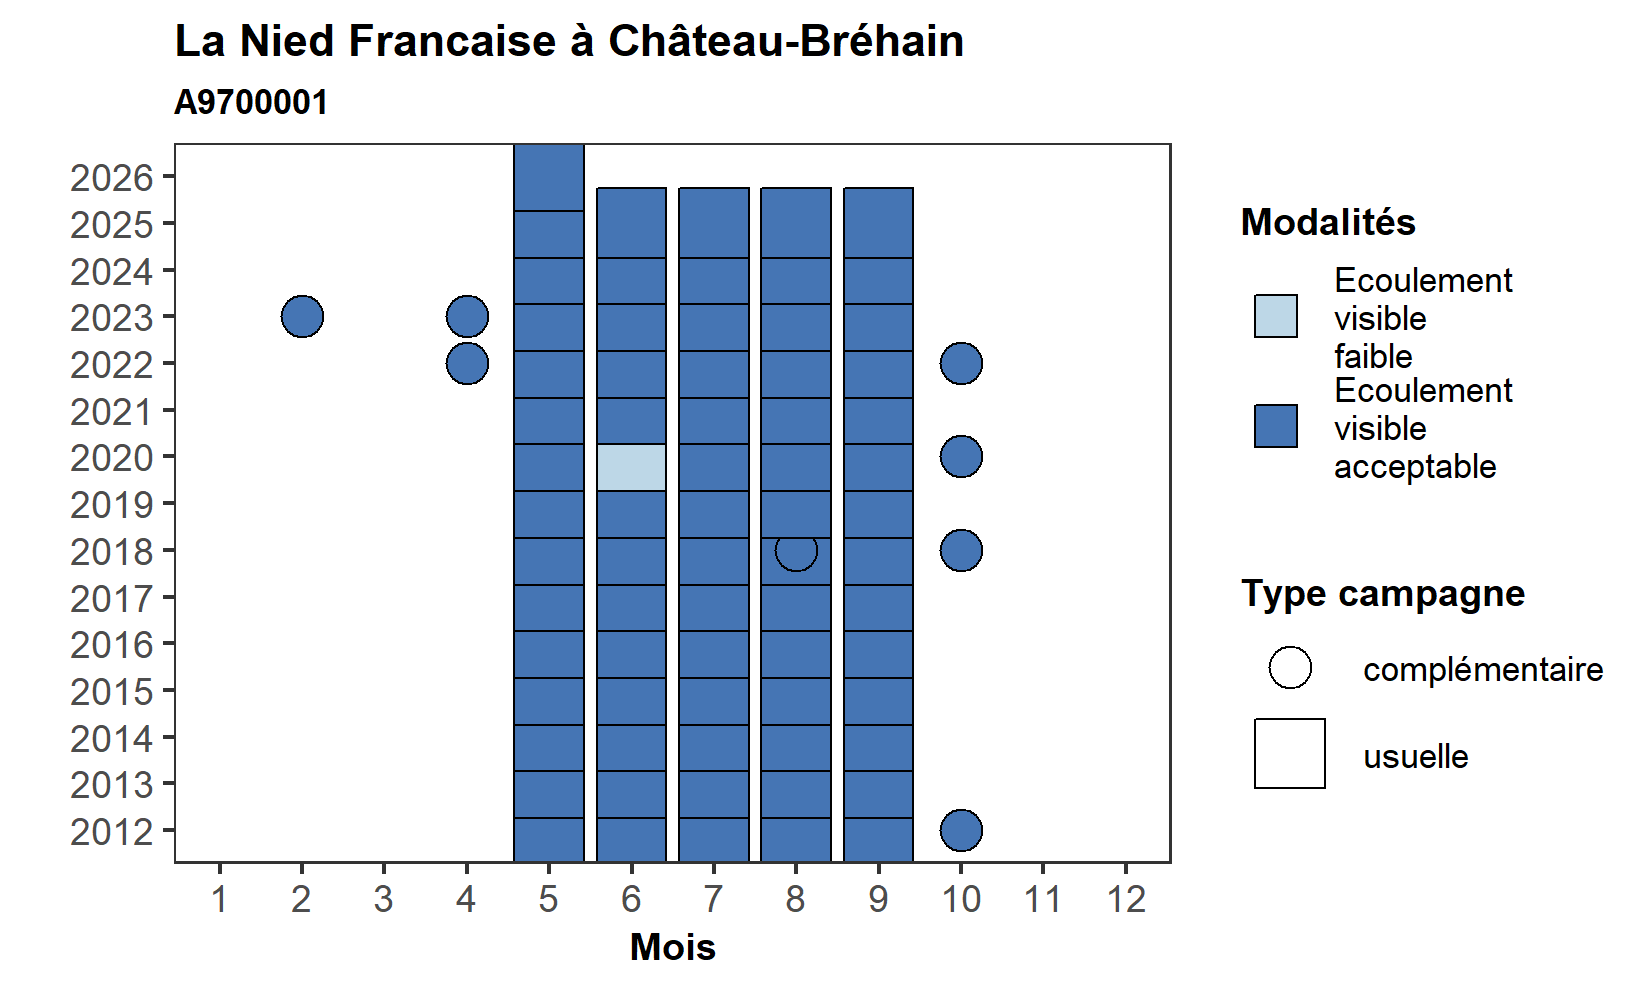 La Nied Francaise à Château-Bréhain
A9700001
2026
2025
2024
2023
2022
2021
2020
2019
2018
2017
2016
2015
2014
2013
2012
1 2 3 4 5 6 7 8 9 10 11 12
Mois
Modalités
Ecoulement
visible
faible
Ecoulement
visible
acceptable
Type campagne
complémentaire
usuelle